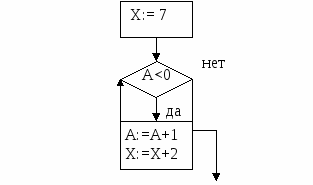 X:= 7
нет
A<0
да
A:=A+1
X:=X+2